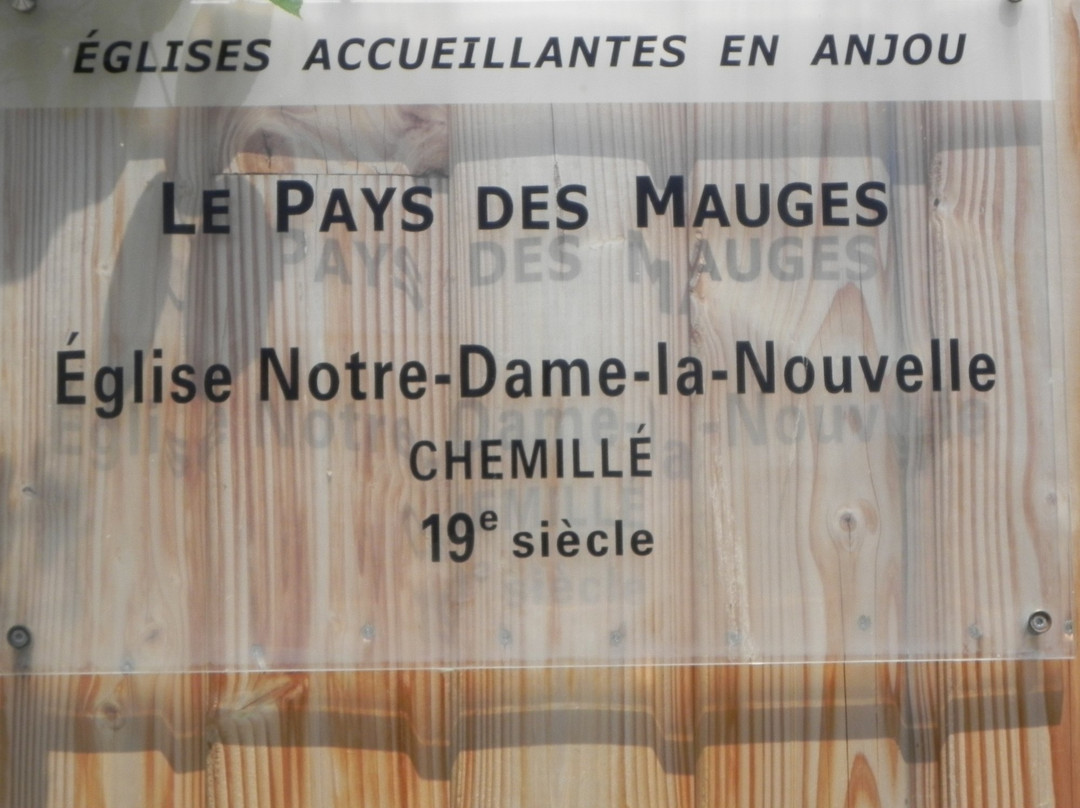 ÉGLISES ACCUEILLANTES EN ANJOU
LE PAYS DES MAUGES
Église Notre-Dame-la-Nouvelle
CHEMILLÉ
19e siècle